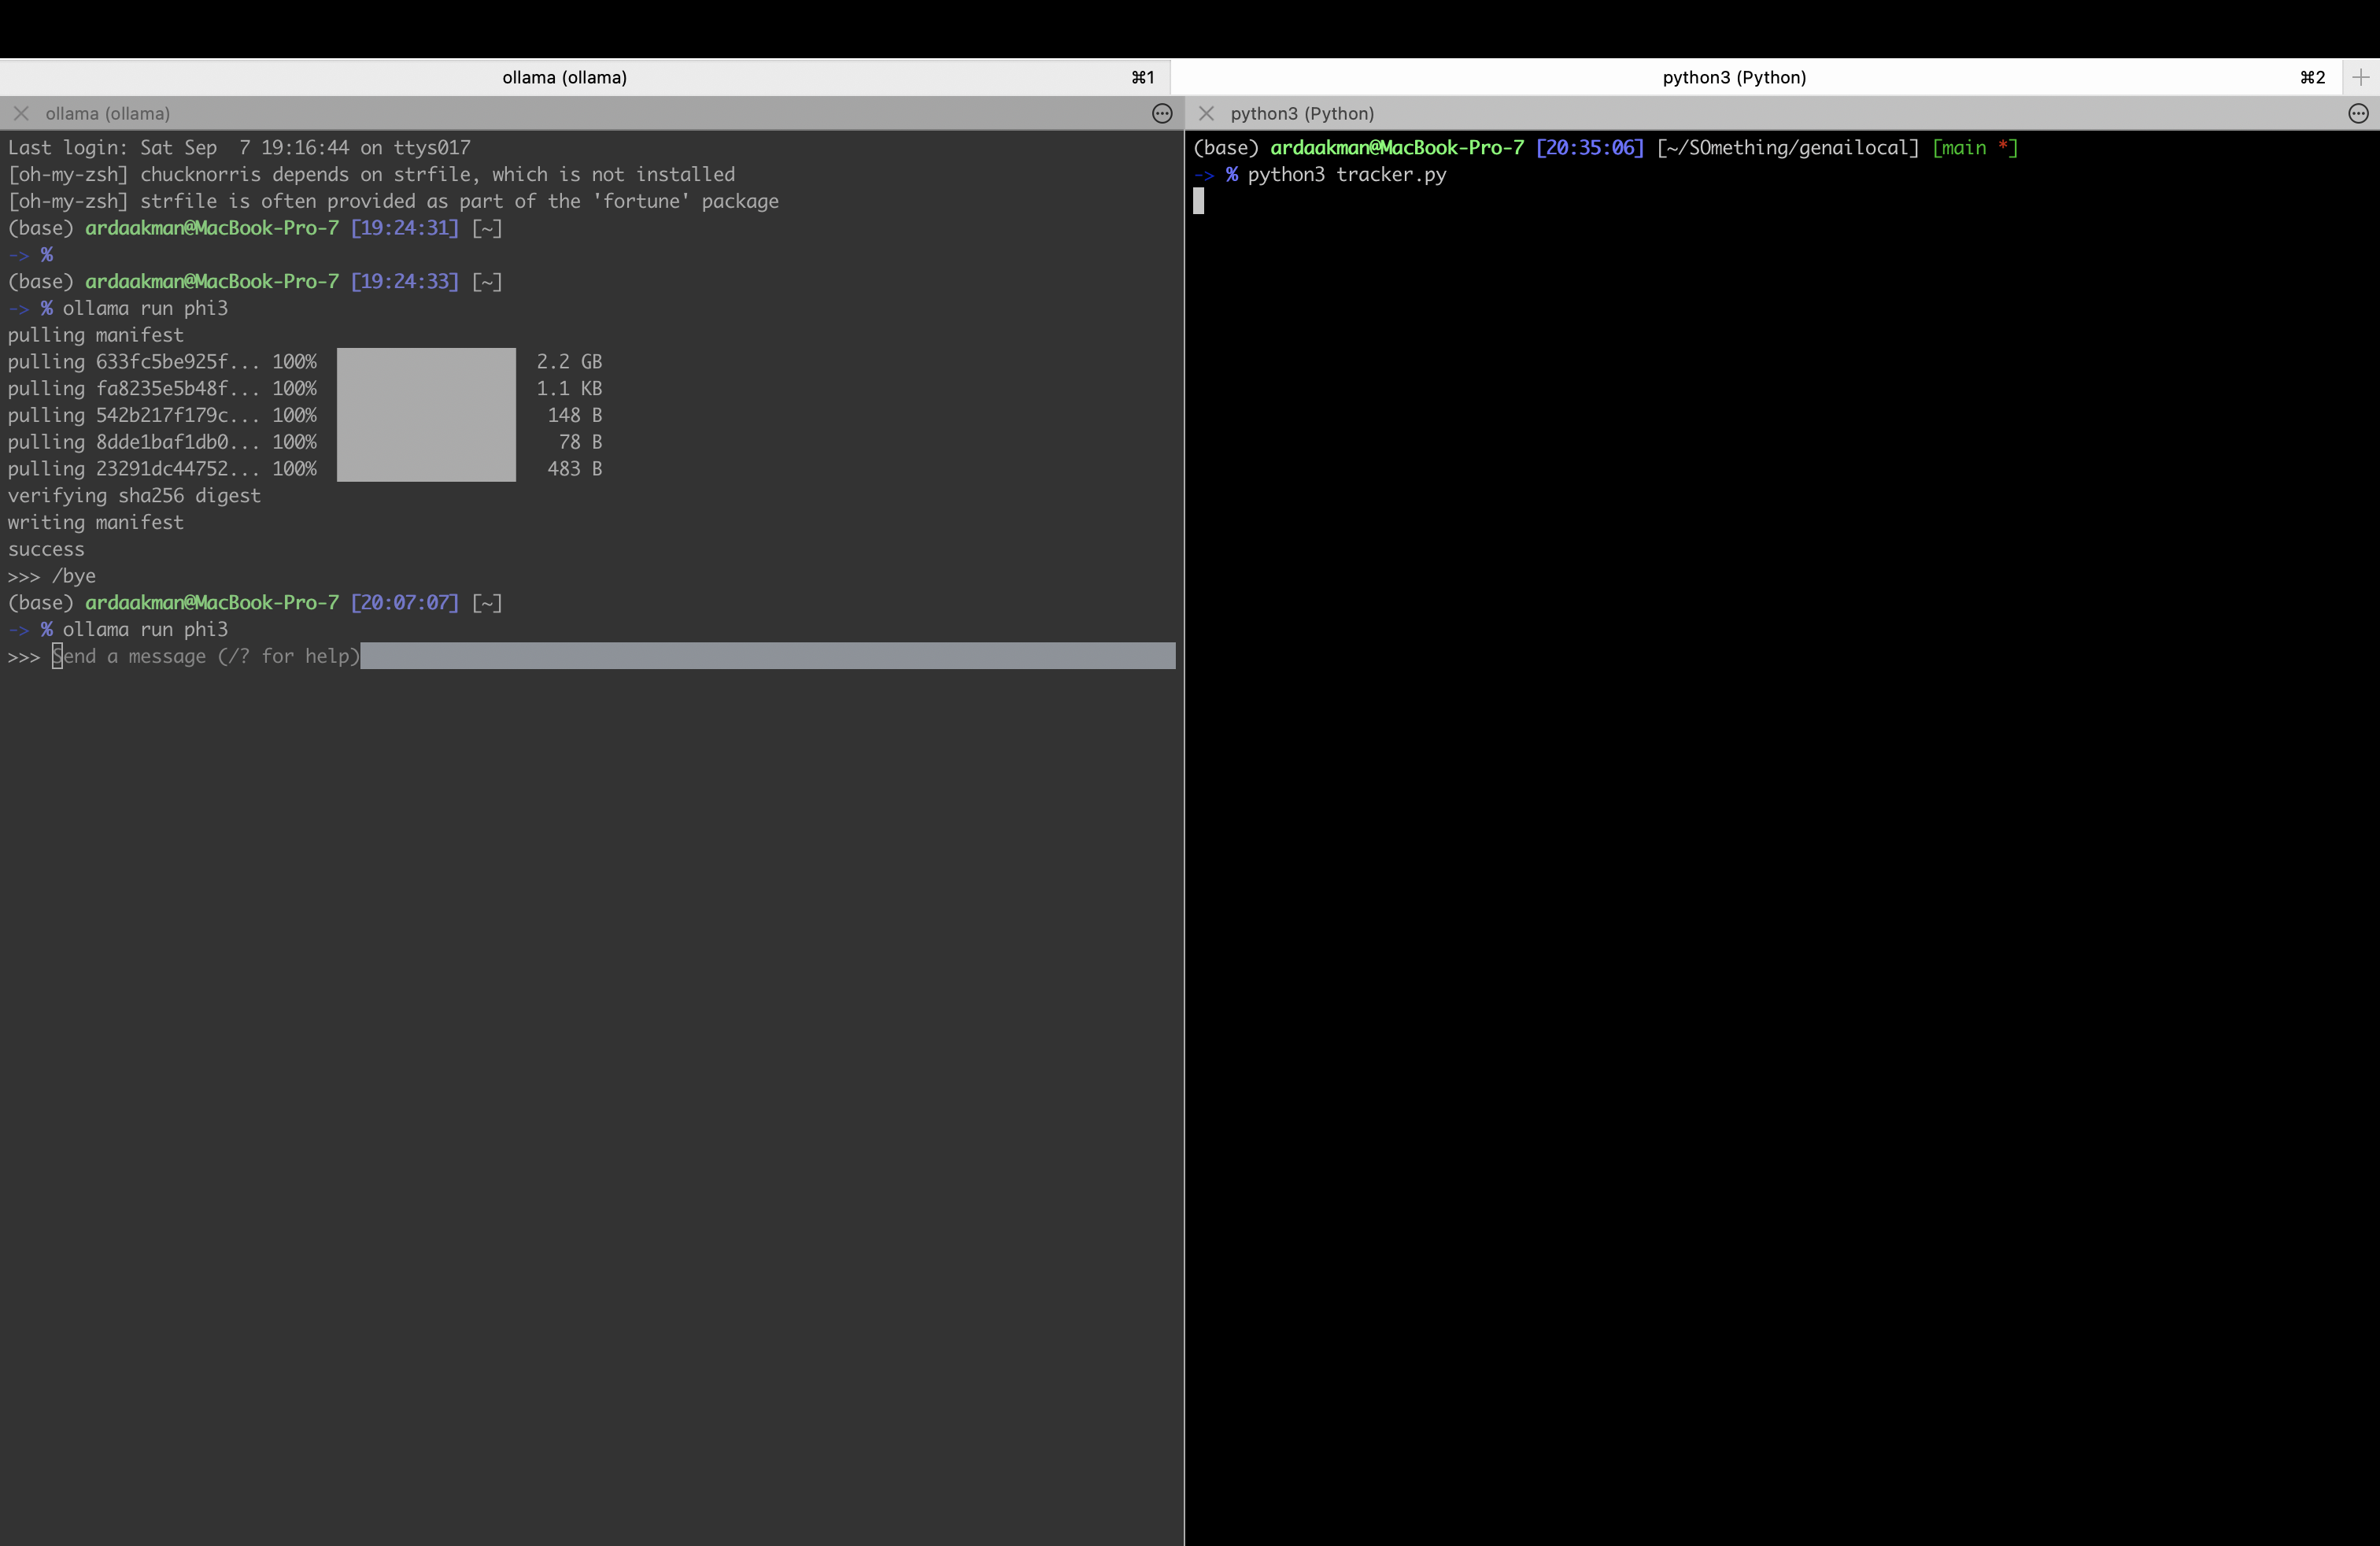 ollama (ollama) ⌘1 python3 (Python) ⌘2
ollama (ollama)
Last login: Sat Sep  7 19:16:44 on ttys017
[oh-my-zsh] chucknorris depends on strfile, which is not installed
[oh-my-zsh] strfile is often provided as part of the 'fortune' package
(base) ardaakman@MacBook-Pro-7 [19:24:31] [~]
-> %
(base) ardaakman@MacBook-Pro-7 [19:24:33] [~]
-> % ollama run phi3
pulling manifest
pulling 633fc5be925f... 100% 2.2 GB
pulling fa8235e5b48f... 100% 1.1 KB
pulling 542b217f179c... 100% 148 B
pulling 8dde1baf1db0... 100% 78 B
pulling 23291dc44752... 100% 483 B
verifying sha256 digest
writing manifest
success
>>> /bye
(base) ardaakman@MacBook-Pro-7 [20:07:07] [~]
-> % ollama run phi3
>>> Send a message (/? for help)
python3 (Python)
(base) ardaakman@MacBook-Pro-7 [20:35:06] [~/SOmething/genailocal] [main *]
-> % python3 tracker.py